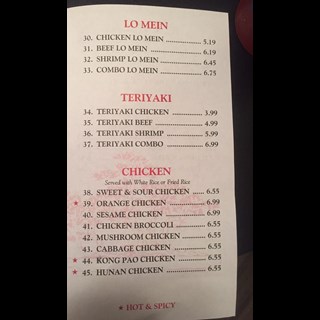 LO MEIN
30. CHICKEN LO MEIN .................... 5.19
31. BEEF LO MEIN ........................... 6.19
32. SHRIMP LO MEIN ...................... 6.45
33. COMBO LO MEIN ...................... 6.75
TERIYAKI
34. TERIYAKI CHICKEN .................. 3.99
35. TERIYAKI BEEF ......................... 4.99
36. TERIYAKI SHRIMP .................... 5.99
37. TERIYAKI COMBO .................... 6.99
CHICKEN
Served with White Rice or Fried Rice
38. SWEET & SOUR CHICKEN ...... 6.55
* 39. ORANGE CHICKEN .................. 6.99
40. SESAME CHICKEN ................... 6.99
41. CHICKEN BROCCOLI ............... 6.55
42. MUSHROOM CHICKEN ........... 6.55
43. CABBAGE CHICKEN ................ 6.55
* 44. KONG PAO CHICKEN .............. 6.55
* 45. HUNAN CHICKEN .................... 6.55
* HOT & SPICY